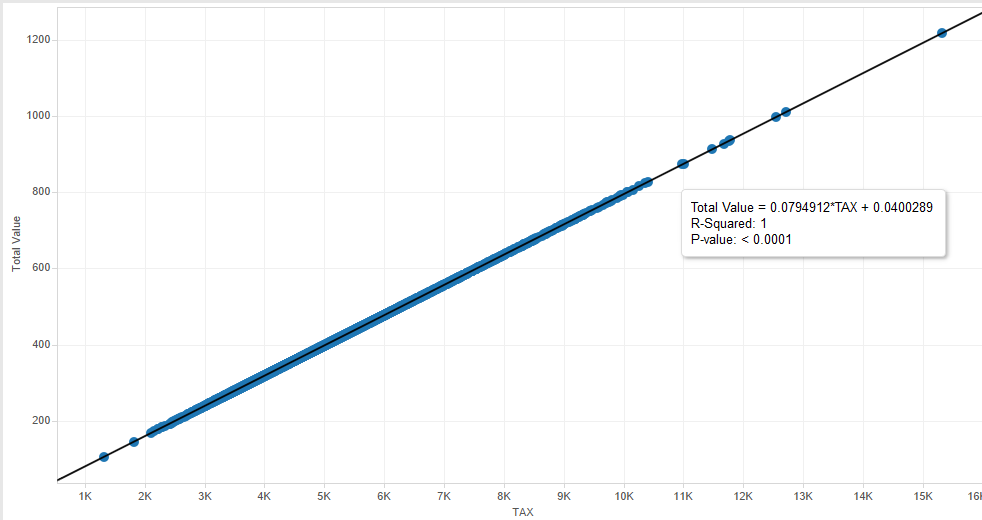 1200
1000
800
600
400
200
Total Value
Total Value = 0.0794912*TAX + 0.0400289
R-Squared: 1
P-value: < 0.0001
1K 2K 3K 4K 5K 6K 7K 8K 9K 10K 11K 12K 13K 14K 15K 16K
TAX